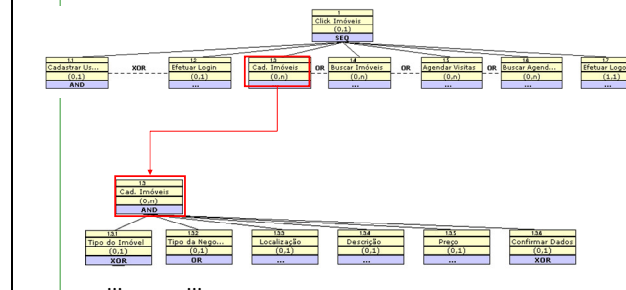 1
Click Imóveis
(0,1)
SEQ
1.1
Cadastrar Us...
(0,1)
AND
XOR
1.2
Efetuar Login
(0,1)
...
1.3
Cad. Imóveis
(0,n)
OR
1.4
Buscar Imóveis
(0,n)
...
OR
1.5
Agendar Visitas
(0,n)
...
OR
1.6
Buscar Agend...
(0,n)
...
1.7
Efetuar Logo
(1,1)
...
1.3
Cad. Imóveis
(0,n)
AND
1.3.1
Tipo do Imóvel
(0,1)
XOR
1.3.2
Tipo da Nego...
(0,1)
OR
1.3.3
Localização
(0,1)
...
1.3.4
Descrição
(0,1)
...
1.3.5
Preço
(0,1)
...
1.3.6
Confirmar Dados
(0,1)
XOR
... ...